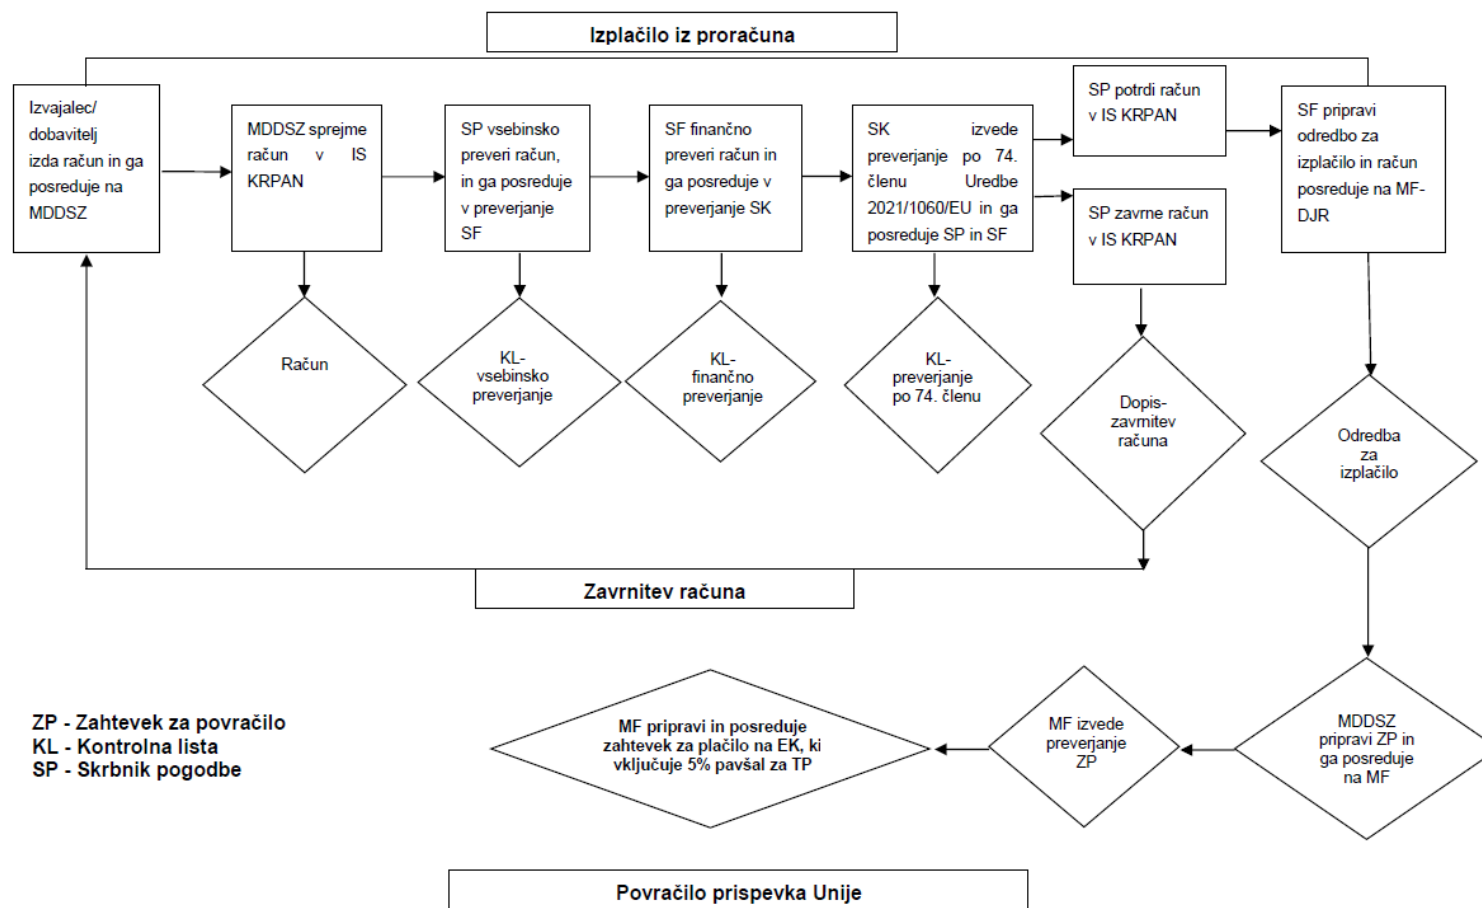 Izplačilo iz proračuna
Izvajalec/
dobavitelj
izda račun in ga
posreduje na
MDDSZ
MDDSZ sprejme
račun v IS
KRPAN
SP vsebinsko
preveri račun,
in ga posreduje
v preverjanje
SF
SF finančno
preveri račun in
ga posreduje v
preverjanje SK
SK izvede
preverjanje po 74.
členu Uredbe
2021/1060/EU in ga
posreduje SP in SF
SP potrdi račun
v IS KRPAN
SP zavrne račun
v IS KRPAN
SF pripravi
odredbo za
izplačilo in račun
posreduje na MF-
DJR
Račun
KL-
vsebinsko
preverjanje
KL-
finančno
preverjanje
KL-
preverjanje
po 74. členu
Dopis-
zavrnitev
računa
Odredba
za
izplačilo
Zavrnitev računa
ZP - Zahtevek za povračilo
KL - Kontrolna lista
SP - Skrbnik pogodbe
MF pripravi in posreduje
zahtevek za plačilo na EK, ki
vključuje 5% pavšal za TP
MF izvede
preverjanje
ZP
MDDSZ
pripravi ZP in
ga posreduje
na MF
Povračilo prispevka Unije